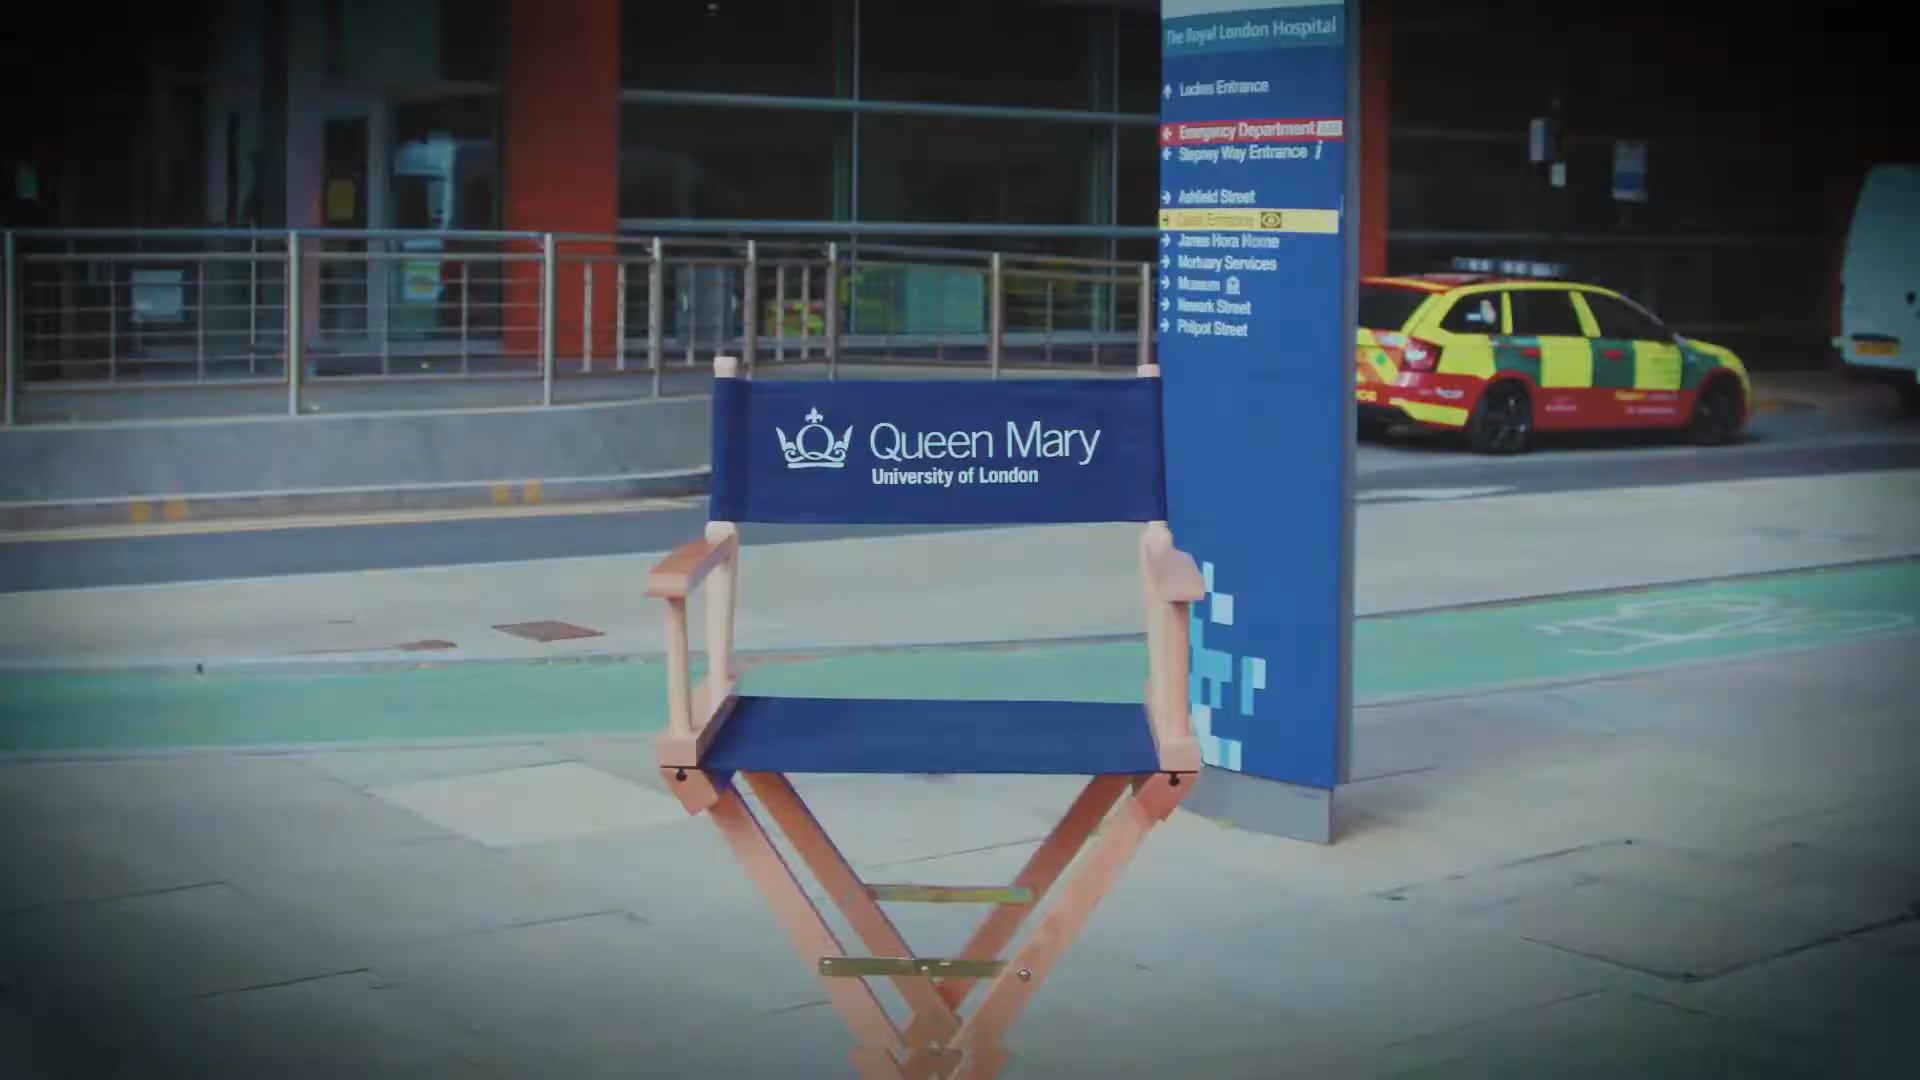 The Royal London Hospital
Lockes Entrance
Emergency Department A&E
Stepney Way Entrance i
Ashfield Street
James Hora Home
Mortuary Services
Museum
Newark Street
Philpot Street
Queen Mary
University of London